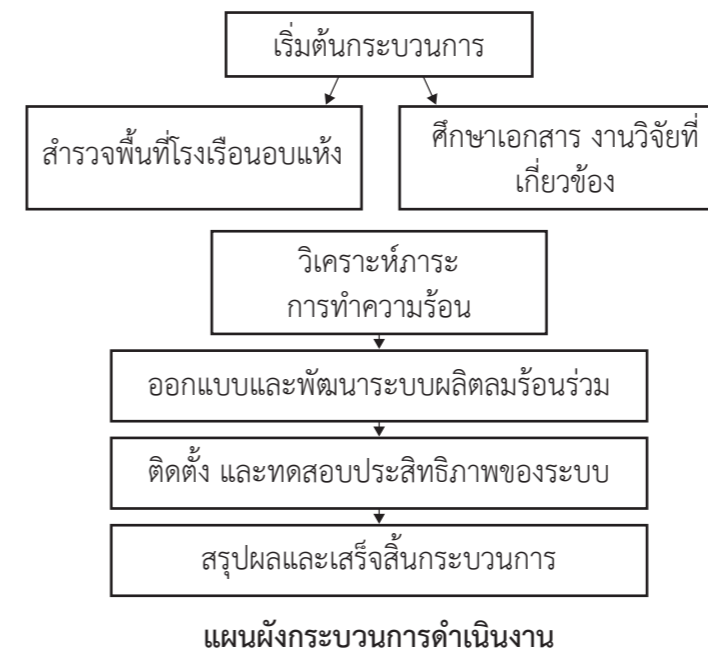 เริ่มต้นกระบวนการ
สำรวจพื้นที่โรงเรือนอบแห้ง
ศึกษาเอกสาร งานวิจัยที่
เกี่ยวข้อง
วิเคราะห์ภาระ
การทำความร้อน
ออกแบบและพัฒนาระบบผลิตลมร้อนร่วม
ติดตั้ง และทดสอบประสิทธิภาพของระบบ
สรุปผลและเสร็จสิ้นกระบวนการ
แผนผังกระบวนการดำเนินงาน